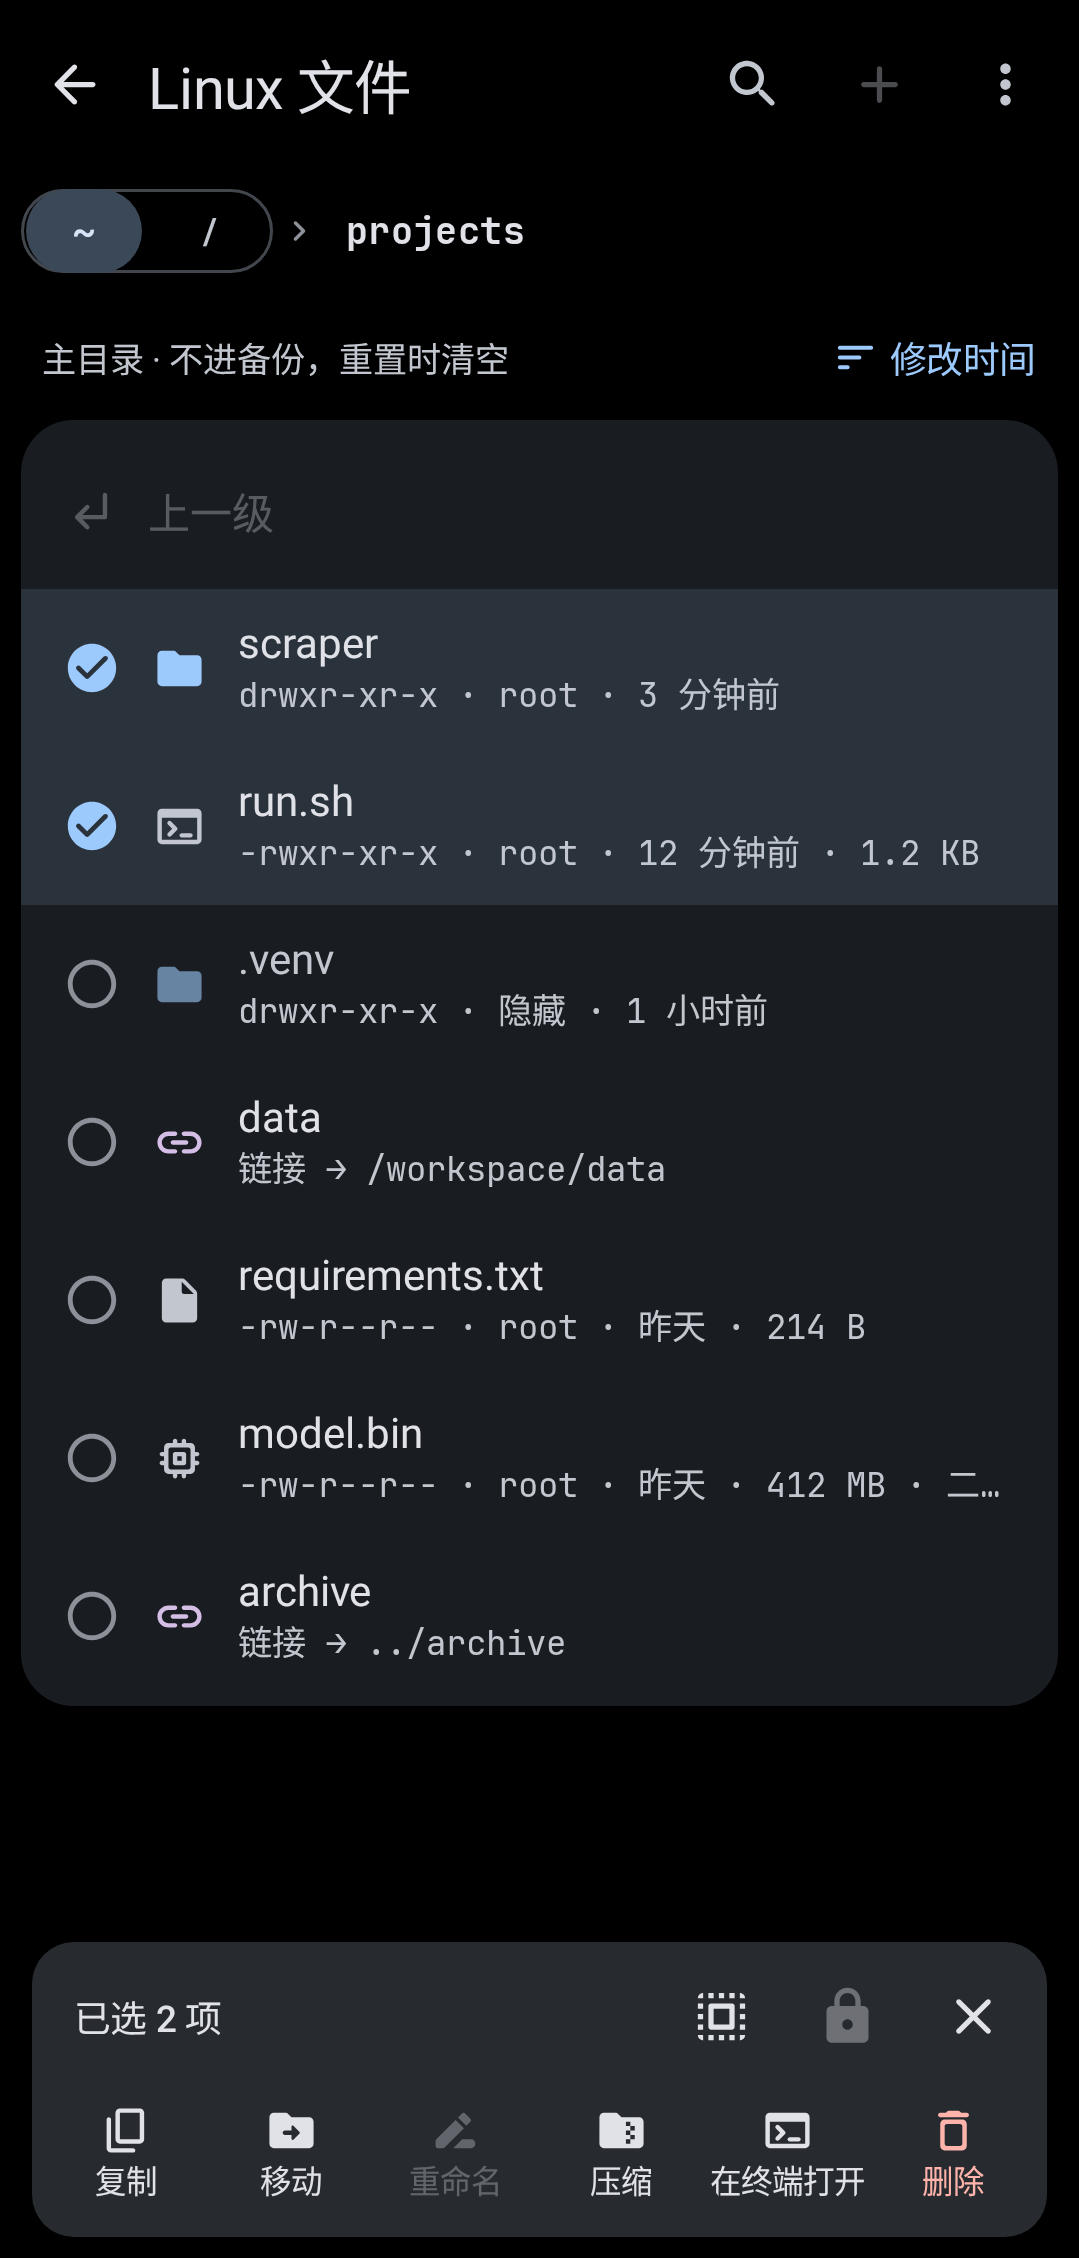 Linux 文件
~ / › projects
主目录 · 不进备份，重置时清空 修改时间
上一级
scraper
drwxr-xr-x · root · 3 分钟前
run.sh
-rwxr-xr-x · root · 12 分钟前 · 1.2 KB
.venv
drwxr-xr-x · 隐藏 · 1 小时前
data
链接 → /workspace/data
requirements.txt
-rw-r--r-- · root · 昨天 · 214 B
model.bin
-rw-r--r-- · root · 昨天 · 412 MB · 二…
archive
链接 → ../archive
已选 2 项
复制 移动 重命名 压缩 在终端打开 删除